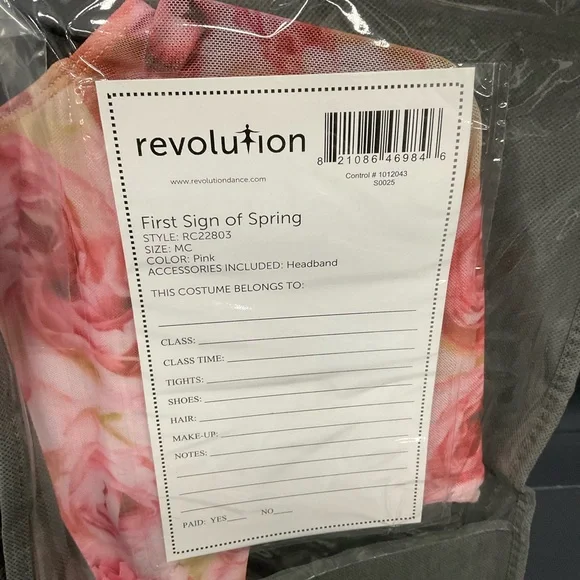 revolution
8 21086 46984 6
www.revolutiondance.com
Control # 1012043
S0025
First Sign of Spring
STYLE: RC22803
SIZE: MC
COLOR: Pink
ACCESSORIES INCLUDED: Headband
THIS COSTUME BELONGS TO:
CLASS:
CLASS TIME:
TIGHTS:
SHOES:
HAIR:
MAKE-UP:
NOTES:
PAID: YES NO